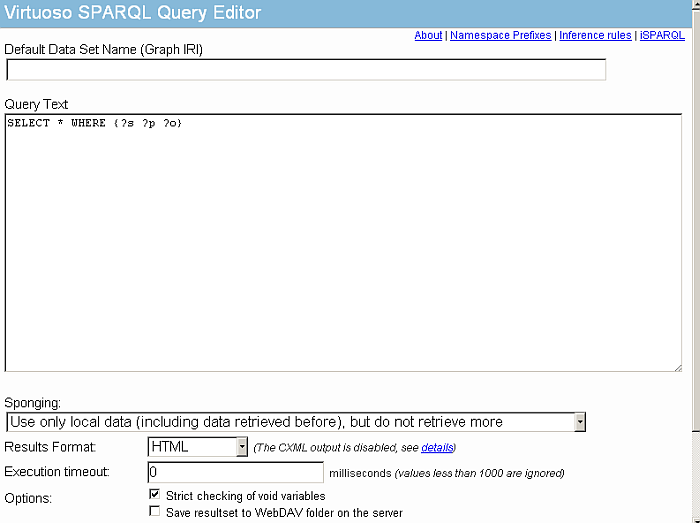 Virtuoso SPARQL Query Editor
About | Namespace Prefixes | Inference rules | iSPARQL
Default Data Set Name (Graph IRI)
Query Text
SELECT * WHERE {?s ?p ?o}
Sponging:
Use only local data (including data retrieved before), but do not retrieve more
Results Format: HTML (The CXML output is disabled, see details)
Execution timeout: 0 milliseconds (values less than 1000 are ignored)
Options: Strict checking of void variables
Save resultset to WebDAV folder on the server